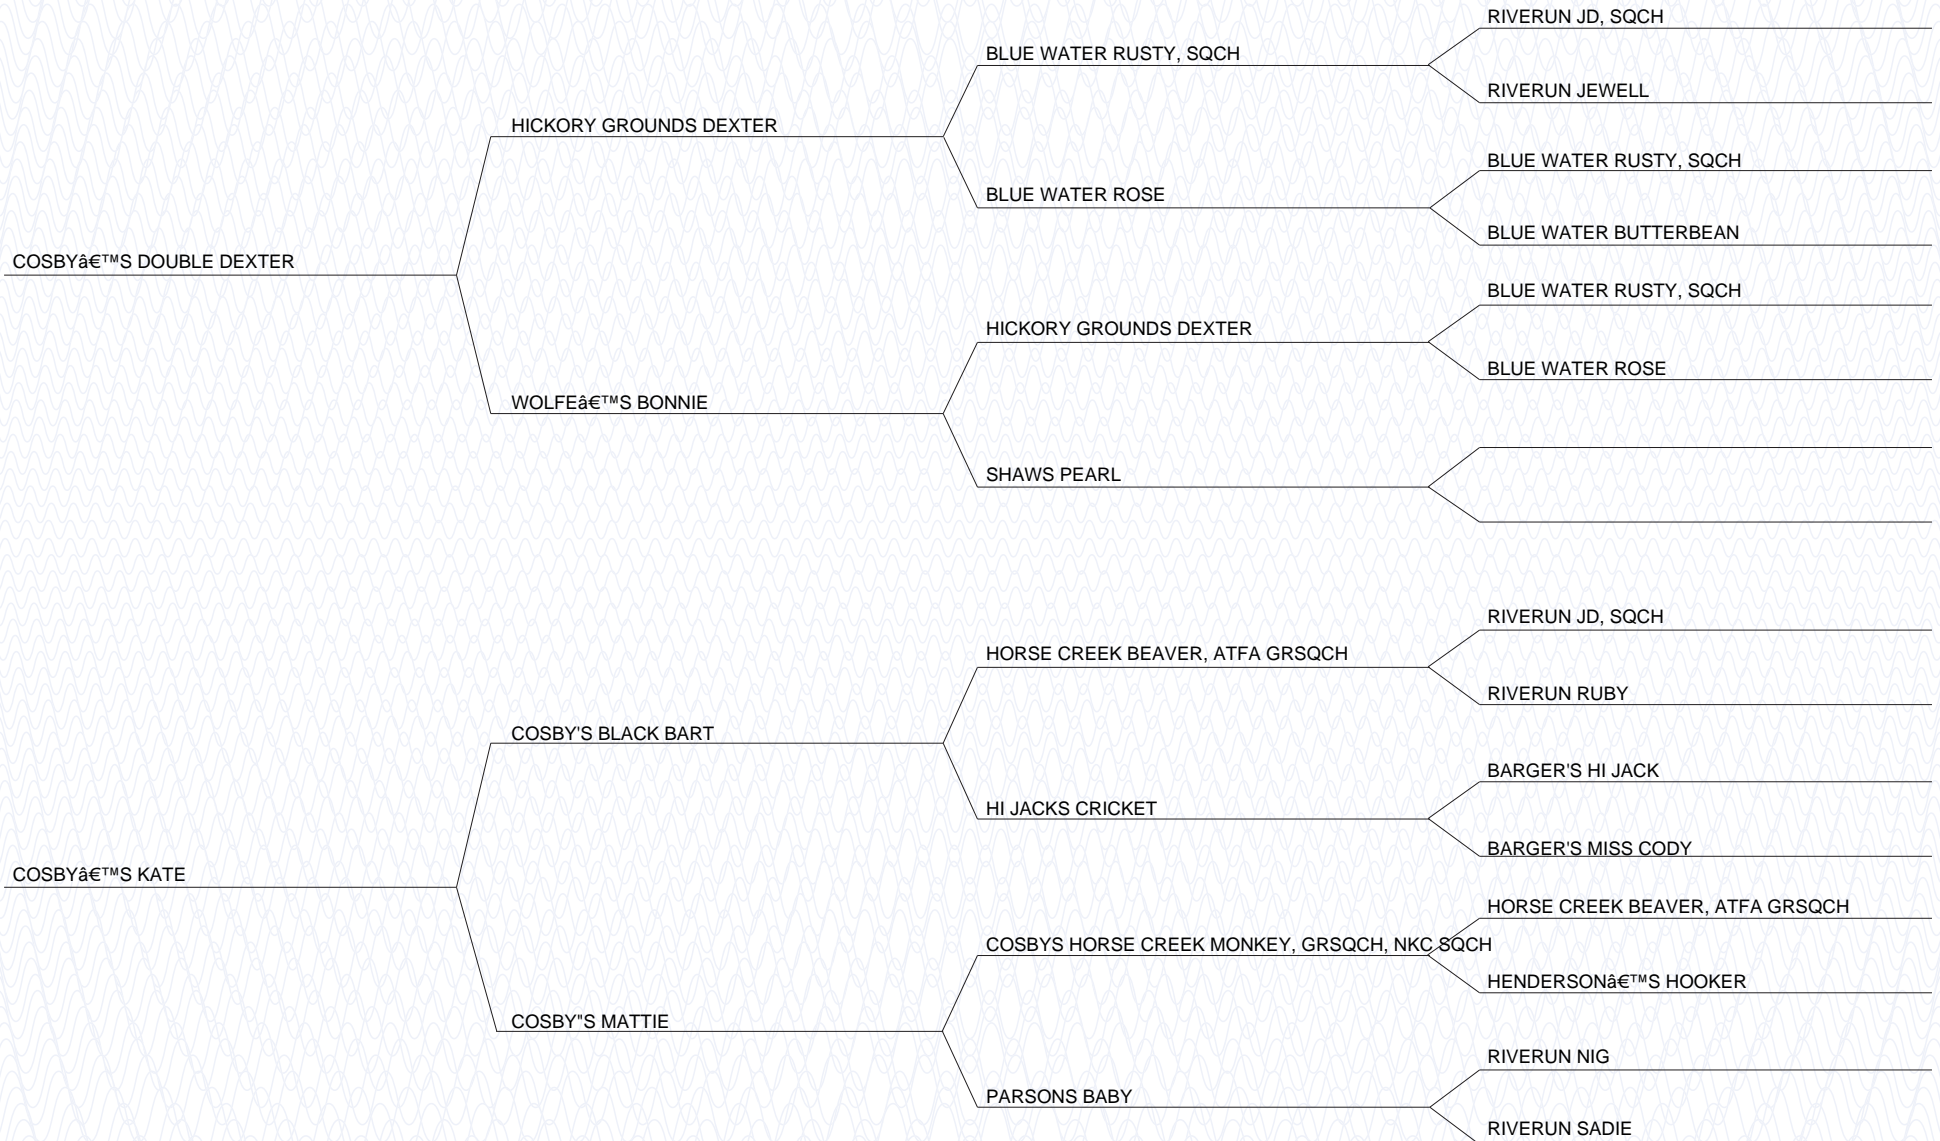 RIVERUN JD, SQCH
BLUE WATER RUSTY, SQCH
RIVERUN JEWELL
HICKORY GROUNDS DEXTER
BLUE WATER RUSTY, SQCH
BLUE WATER ROSE
BLUE WATER BUTTERBEAN
COSBYâ€™S DOUBLE DEXTER
BLUE WATER RUSTY, SQCH
HICKORY GROUNDS DEXTER
BLUE WATER ROSE
WOLFEâ€™S BONNIE
SHAWS PEARL
RIVERUN JD, SQCH
HORSE CREEK BEAVER, ATFA GRSQCH
RIVERUN RUBY
COSBY'S BLACK BART
BARGER'S HI JACK
HI JACKS CRICKET
BARGER'S MISS CODY
COSBYâ€™S KATE
HORSE CREEK BEAVER, ATFA GRSQCH
COSBYS HORSE CREEK MONKEY, GRSQCH, NKC SQCH
HENDERSONâ€™S HOOKER
COSBY"S MATTIE
RIVERUN NIG
PARSONS BABY
RIVERUN SADIE